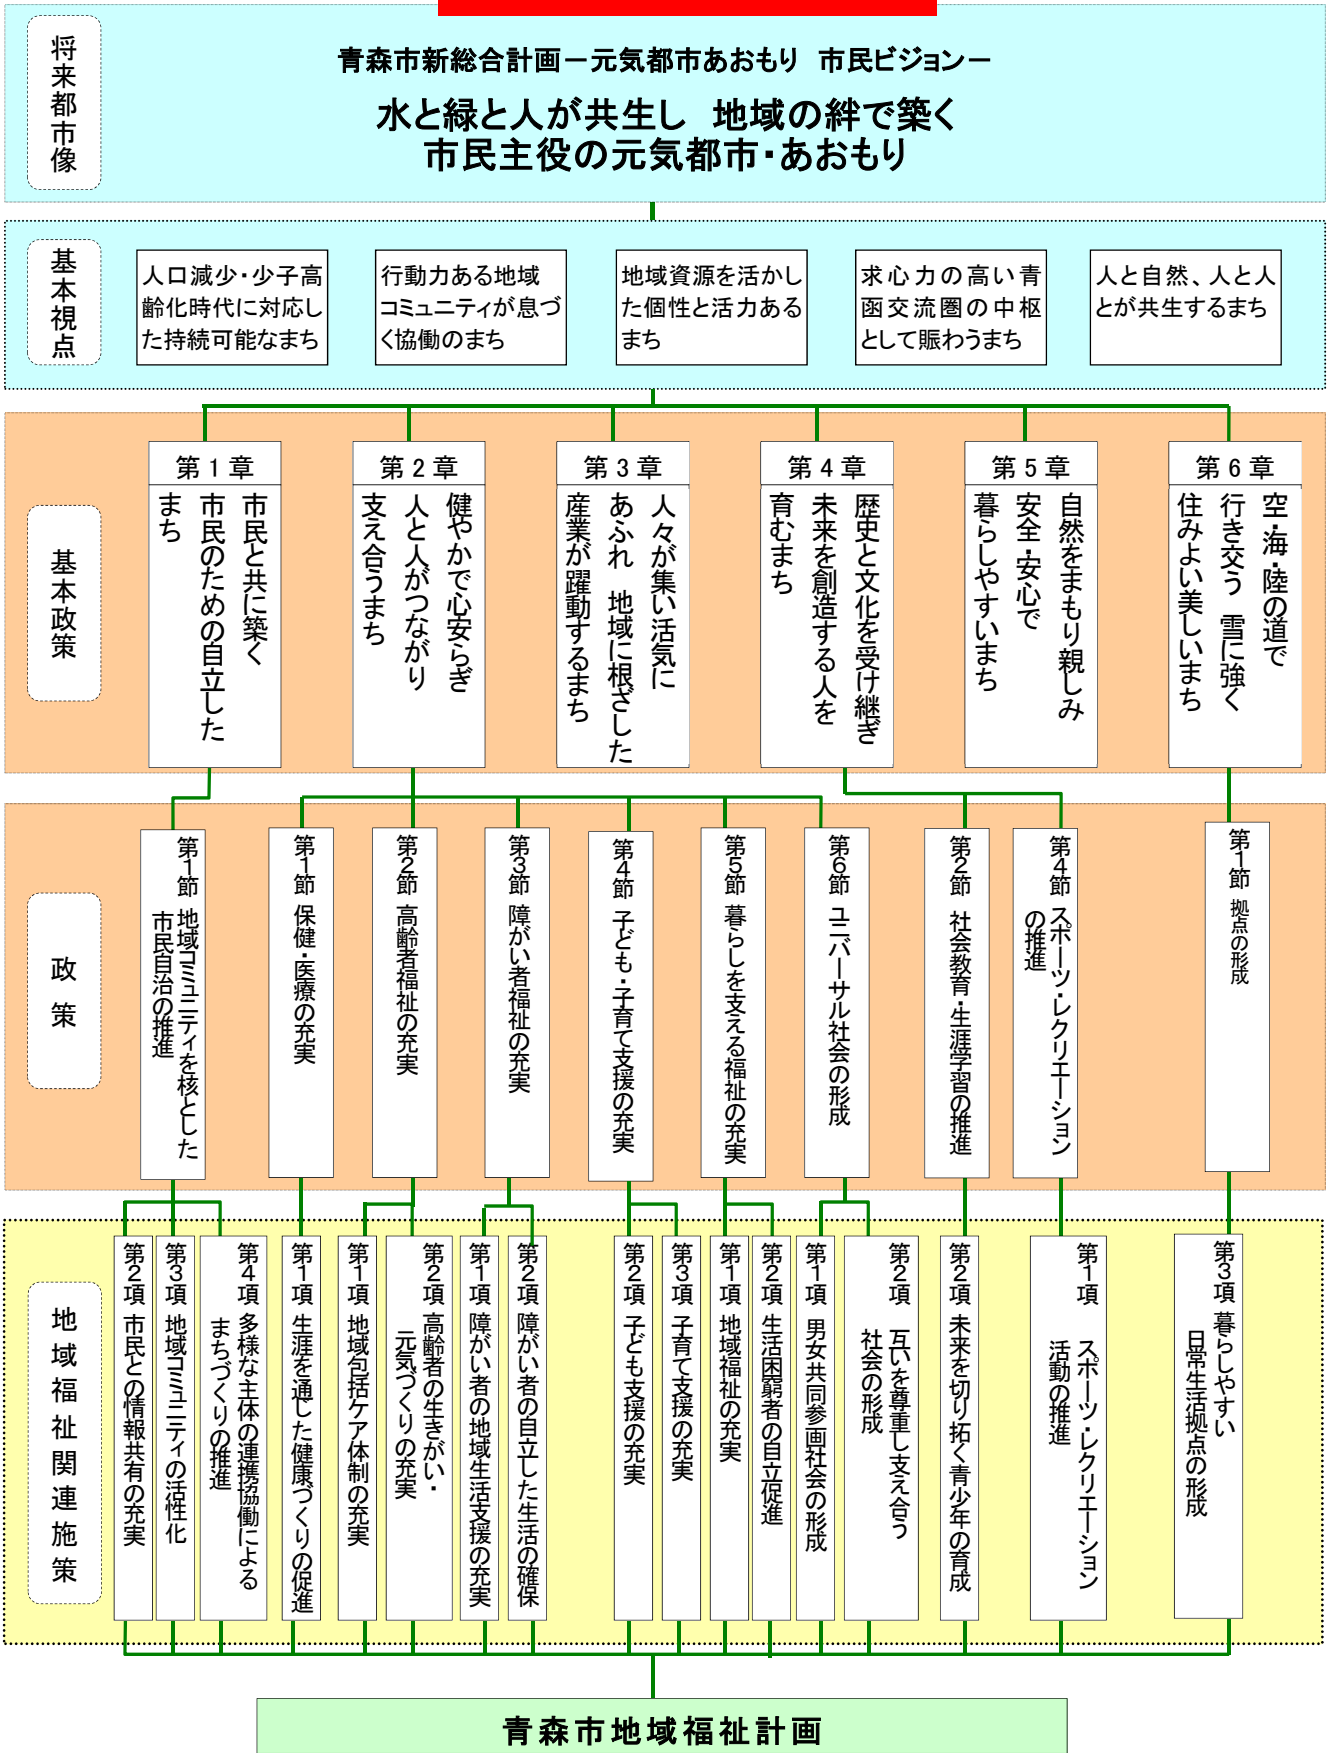 将来都市像
青森市新総合計画－元気都市あおもり　市民ビジョン－
水と緑と人が共生し　地域の絆で築く
市民主役の元気都市・あおもり
基本視点
人口減少・少子高
齢化時代に対応し
た持続可能なまち
行動力ある地域
コミュニティが息づ
く協働のまち
地域資源を活かし
た個性と活力ある
まち
求心力の高い青
函交流圏の中枢
として賑わうまち
人と自然、人と人
とが共生するまち
基本政策
第１章
市民と共に築く
市民のための自立した
まち
第２章
健やかで心安らぎ
人と人がつながり
支え合うまち
第３章
人々が集い活気に
あふれ　地域に根ざした
産業が躍動するまち
第４章
歴史と文化を受け継ぎ
未来を創造する人を
育むまち
第５章
自然をまもり親しみ
安全・安心で
暮らしやすいまち
第６章
空・海・陸の道で
行き交う　雪に強く
住みよい美しいまち
政策
第１節　地域コミュニティを核とした
市民自治の推進
第１節　保健・医療の充実
第２節　高齢者福祉の充実
第３節　障がい者福祉の充実
第４節　子ども・子育て支援の充実
第５節　暮らしを支える福祉の充実
第６節　ユニバーサル社会の形成
第２節　社会教育・生涯学習の推進
第４節　スポーツ・レクリエーション
の推進
第１節　拠点の形成
地域福祉関連施策
第２項　市民との情報共有の充実
第３項　地域コミュニティの活性化
第４項　多様な主体の連携協働による
まちづくりの推進
第１項　生涯を通じた健康づくりの促進
第１項　地域包括ケア体制の充実
第２項　高齢者の生きがい・
元気づくりの充実
第１項　障がい者の地域生活支援の充実
第２項　障がい者の自立した生活の確保
第２項　子ども支援の充実
第３項　子育て支援の充実
第１項　地域福祉の充実
第２項　生活困窮者の自立促進
第１項　男女共同参画社会の形成
第２項　互いを尊重し支え合う
社会の形成
第２項　未来を切り拓く青少年の育成
第１項　スポーツ・レクリエーション
活動の推進
第３項　暮らしやすい
日常生活拠点の形成
青森市地域福祉計画